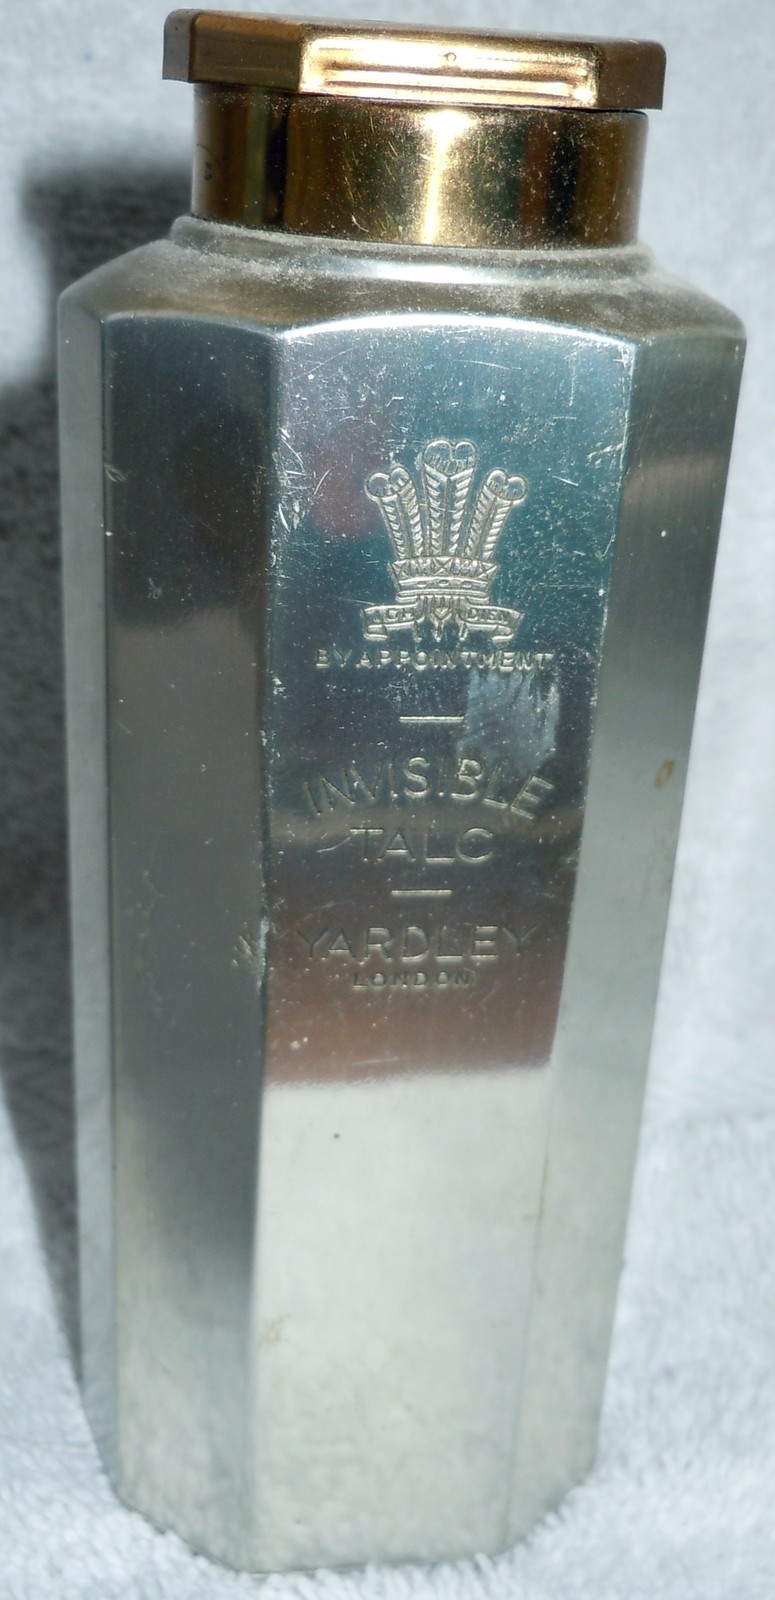 BY APPOINTMENT
INVISIBLE
TALC
YARDLEY
LONDON